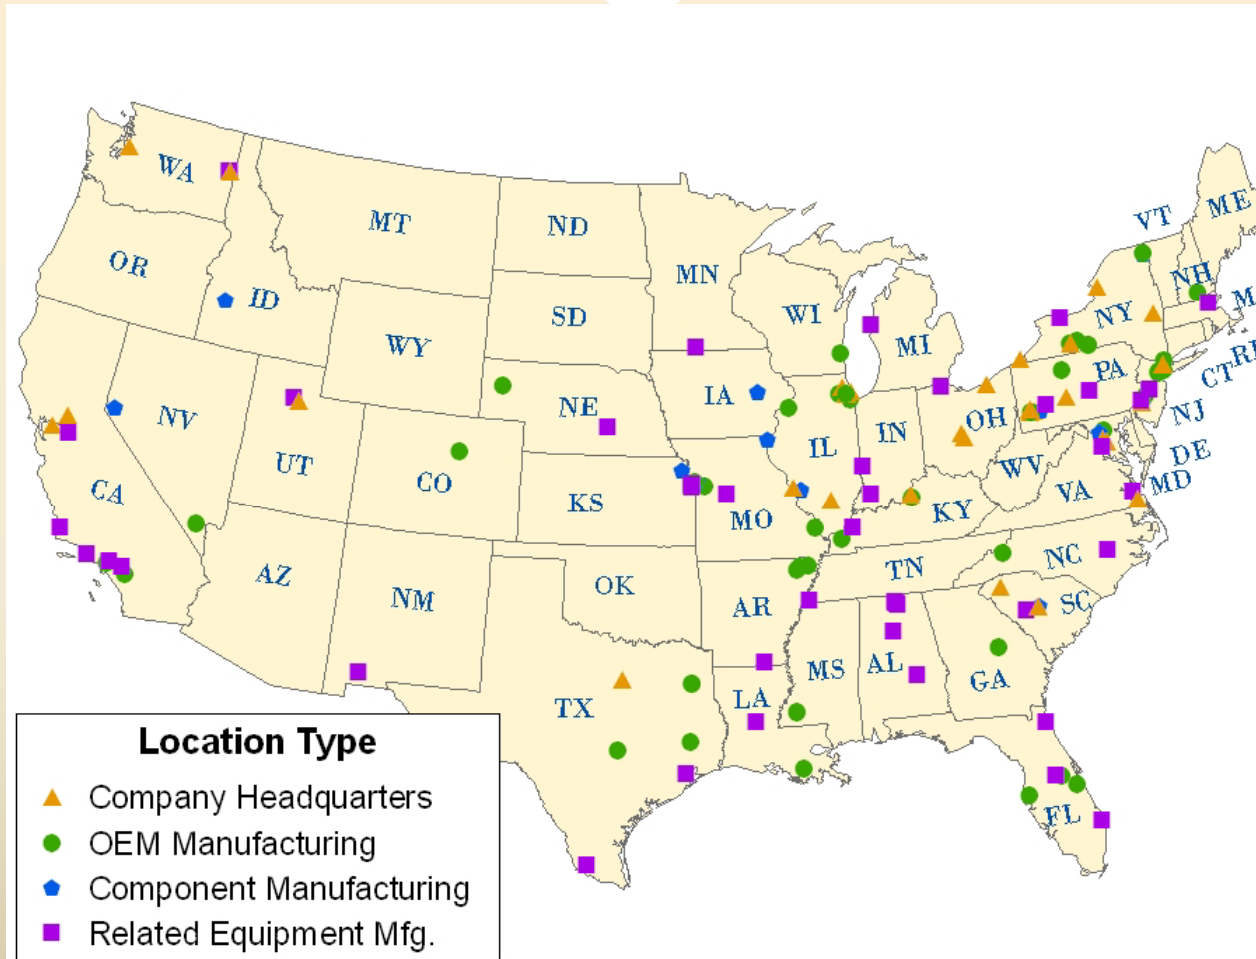 WA
MT
ND
MN
VT
ME
OR
ID
SD
WI
NH
M
NY
WY
MI
RI
CT
PA
NE
IA
NV
OH
NJ
IN
IL
UT
CO
WV
DE
MD
CA
KS
MO
VA
KY
NC
TN
AZ
NM
OK
AR
SC
MS
AL
GA
LA
TX
FL
Location Type
Company Headquarters
OEM Manufacturing
Component Manufacturing
Related Equipment Mfg.